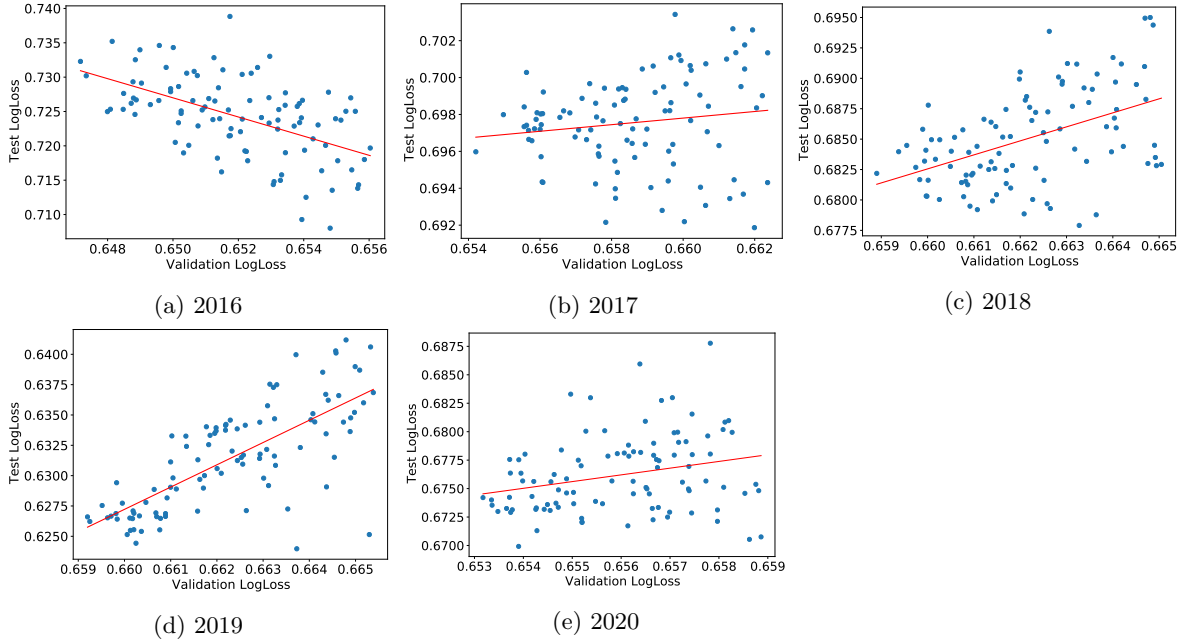 0.740
0.735
0.730
0.725
0.720
0.715
0.710
Test LogLoss
0.648 0.650 0.652 0.654 0.656
Validation LogLoss
(a) 2016
0.702
0.700
0.698
0.696
0.694
0.692
Test LogLoss
0.654 0.656 0.658 0.660 0.662
Validation LogLoss
(b) 2017
0.6950
0.6925
0.6900
0.6875
0.6850
0.6825
0.6800
0.6775
Test LogLoss
0.659 0.660 0.661 0.662 0.663 0.664 0.665
Validation LogLoss
(c) 2018
0.6400
0.6375
0.6350
0.6325
0.6300
0.6275
0.6250
Test LogLoss
0.659 0.660 0.661 0.662 0.663 0.664 0.665
Validation LogLoss
(d) 2019
0.6875
0.6850
0.6825
0.6800
0.6775
0.6750
0.6725
0.6700
Test LogLoss
0.653 0.654 0.655 0.656 0.657 0.658 0.659
Validation LogLoss
(e) 2020